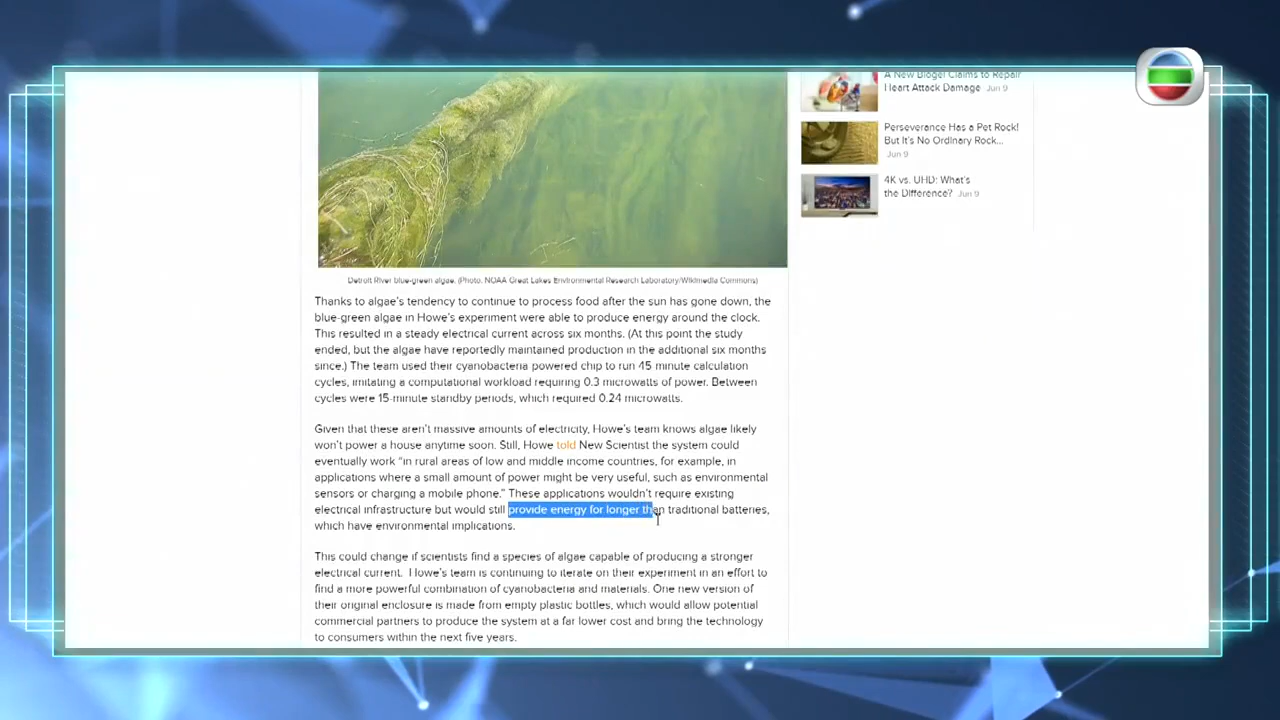 A New Biogel Claims to Repair
Heart Attack Damage Jun 9
Perseverance Has a Pet Rock!
But It's No Ordinary Rock...
Jun 9
4K vs. UHD: What's
the Difference? Jun 9
Detroit River blue-green algae. (Photo: NOAA Great Lakes Environmental Research Laboratory/Wikimedia Commons)
Thanks to algae's tendency to continue to process food after the sun has gone down, the
blue-green algae in Howe's experiment were able to produce energy around the clock.
This resulted in a steady electrical current across six months. (At this point the study
ended, but the algae have reportedly maintained production in the additional six months
since.) The team used their cyanobacteria powered chip to run 45 minute calculation
cycles, imitating a computational workload requiring 0.3 microwatts of power. Between
cycles were 15-minute standby periods, which required 0.24 microwatts.
Given that these aren't massive amounts of electricity, Howe's team knows algae likely
won't power a house anytime soon. Still, Howe told New Scientist the system could
eventually work “in rural areas of low and middle income countries, for example, in
applications where a small amount of power might be very useful, such as environmental
sensors or charging a mobile phone.” These applications wouldn't require existing
electrical infrastructure but would still provide energy for longer than traditional batteries,
which have environmental implications.
This could change if scientists find a species of algae capable of producing a stronger
electrical current. Howe's team is continuing to iterate on their experiment in an effort to
find a more powerful combination of cyanobacteria and materials. One new version of
their original enclosure is made from empty plastic bottles, which would allow potential
commercial partners to produce the system at a far lower cost and bring the technology
to consumers within the next five years.